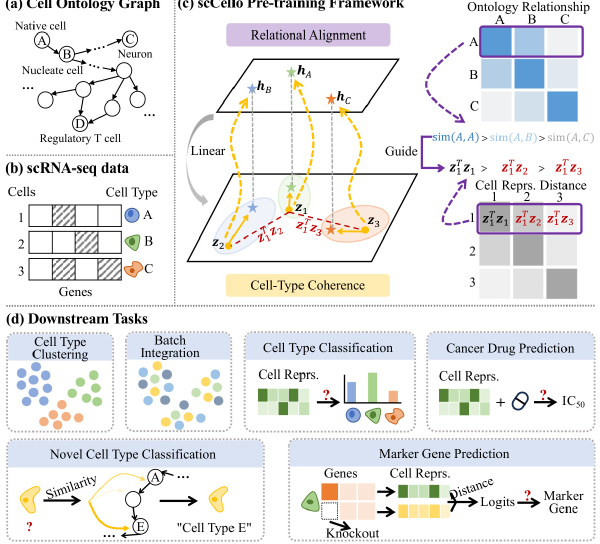 (a) Cell Ontology Graph
Native cell
A
B
C
Neuron
Nucleate cell
...
...
D
...
Regulatory T cell
(b) scRNA-seq data
Cells
Cell Type
1
A
2
B
3
C
Genes
(c) scCello Pre-training Framework
Relational Alignment
h_B
h_A
h_C
Linear
z_1
z_2
z_3
z_1^T z_2
z_1^T z_3
Cell-Type Coherence
Ontology Relationship
A B C
A
B
C
sim(A,A) > sim(A,B) > sim(A,C)
Guide
z_1^T z_1 > z_1^T z_2 > z_1^T z_3
Cell Reprs. Distance
1 2 3
1 z_1^T z_1 z_1^T z_2 z_1^T z_3
2
3
(d) Downstream Tasks
Cell Type
Clustering
Batch
Integration
Cell Type Classification
Cell Reprs.
?
Cancer Drug Prediction
Cell Reprs.
+
?
IC50
Novel Cell Type Classification
Similarity
?
A
...
E
...
"Cell Type E"
Marker Gene Prediction
Genes
Cell Reprs.
Distance
Logits
?
Marker
Gene
Knockout